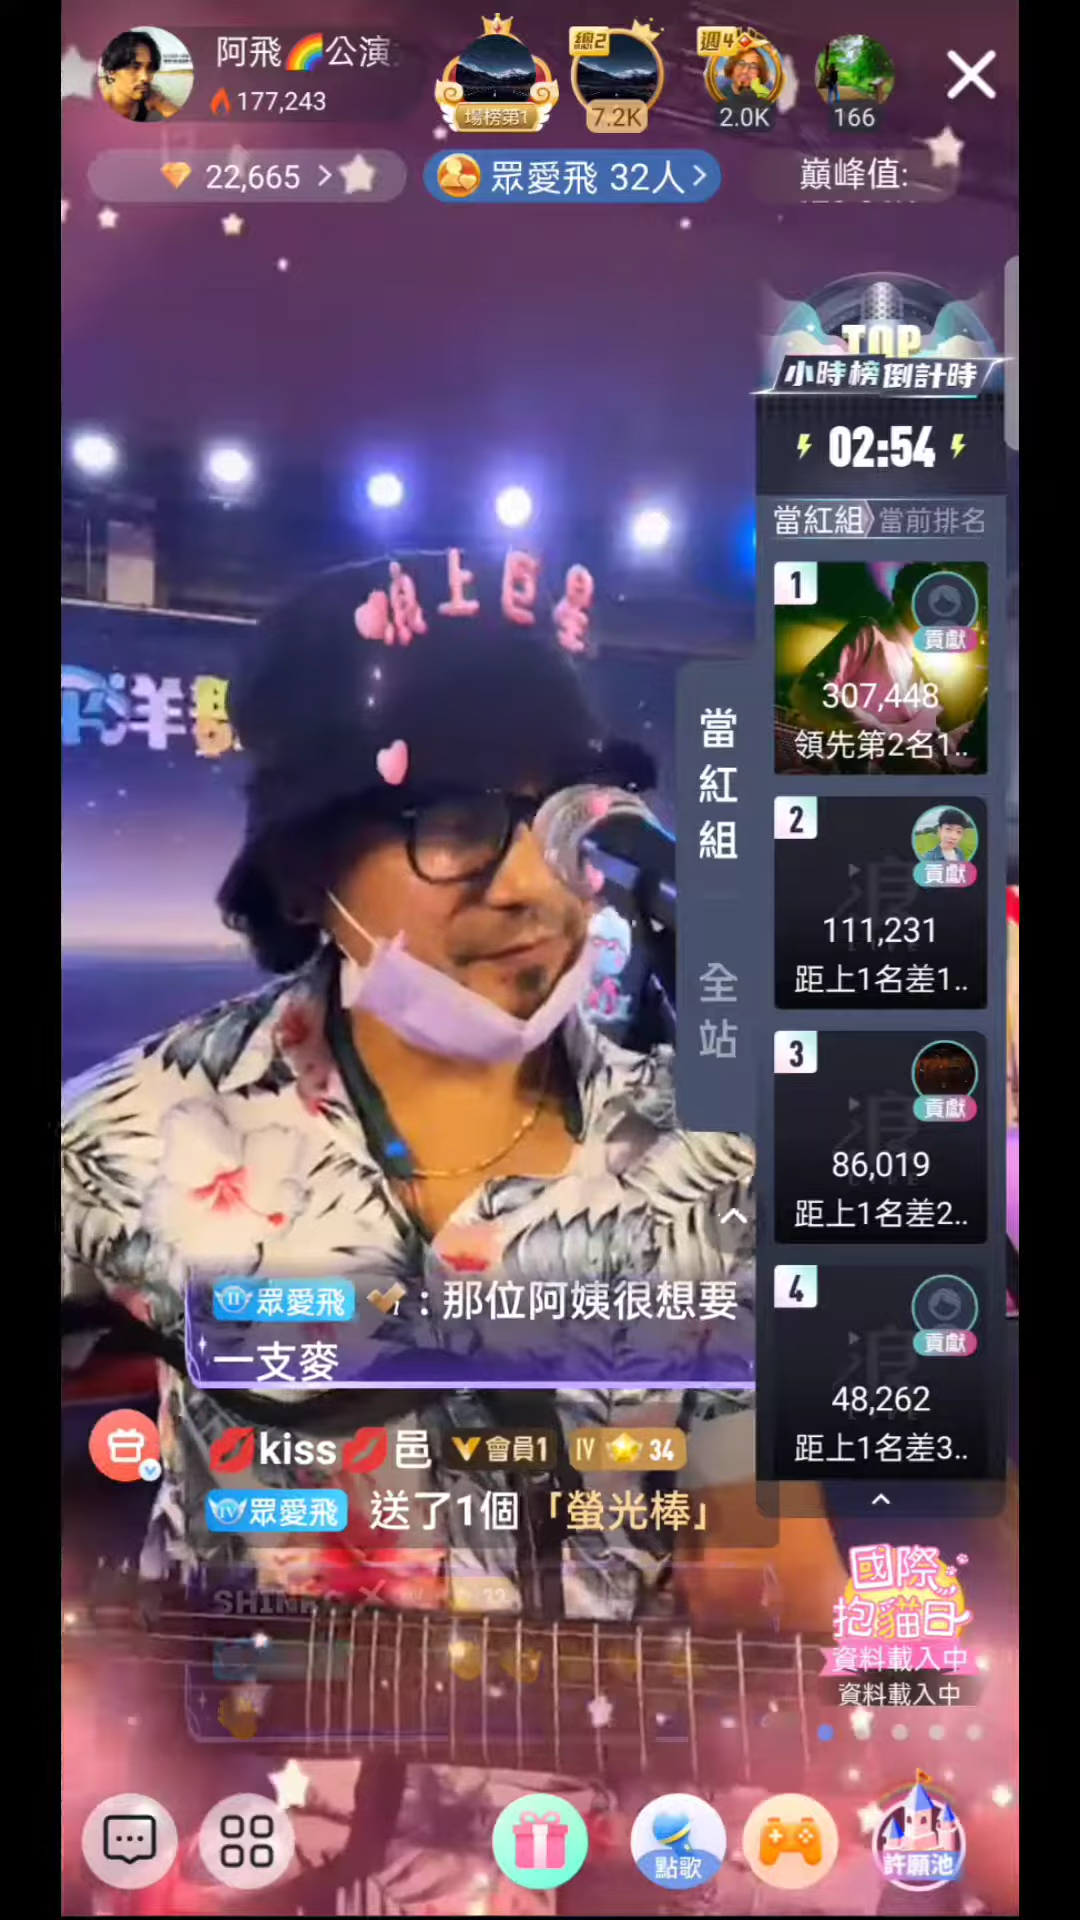 阿飛🌈公演
177,243
場榜第1
總2
7.2K
週4
2.0K
166
22,665
眾愛飛 32人
巔峰值:
TOP
小時榜倒計時
02:54
當紅組
當前排名
1
貢獻
307,448
領先第2名1..
2
貢獻
111,231
距上1名差1..
3
貢獻
86,019
距上1名差2..
4
貢獻
48,262
距上1名差3..
當紅組
全站
上巨星
洋
II 眾愛飛 : 那位阿姨很想要
一支麥
💋kiss💋邑 會員1 IV 34
IV 眾愛飛 送了1個「螢光棒」
國際
抱貓日
資料載入中
資料載入中
點歌
許願池